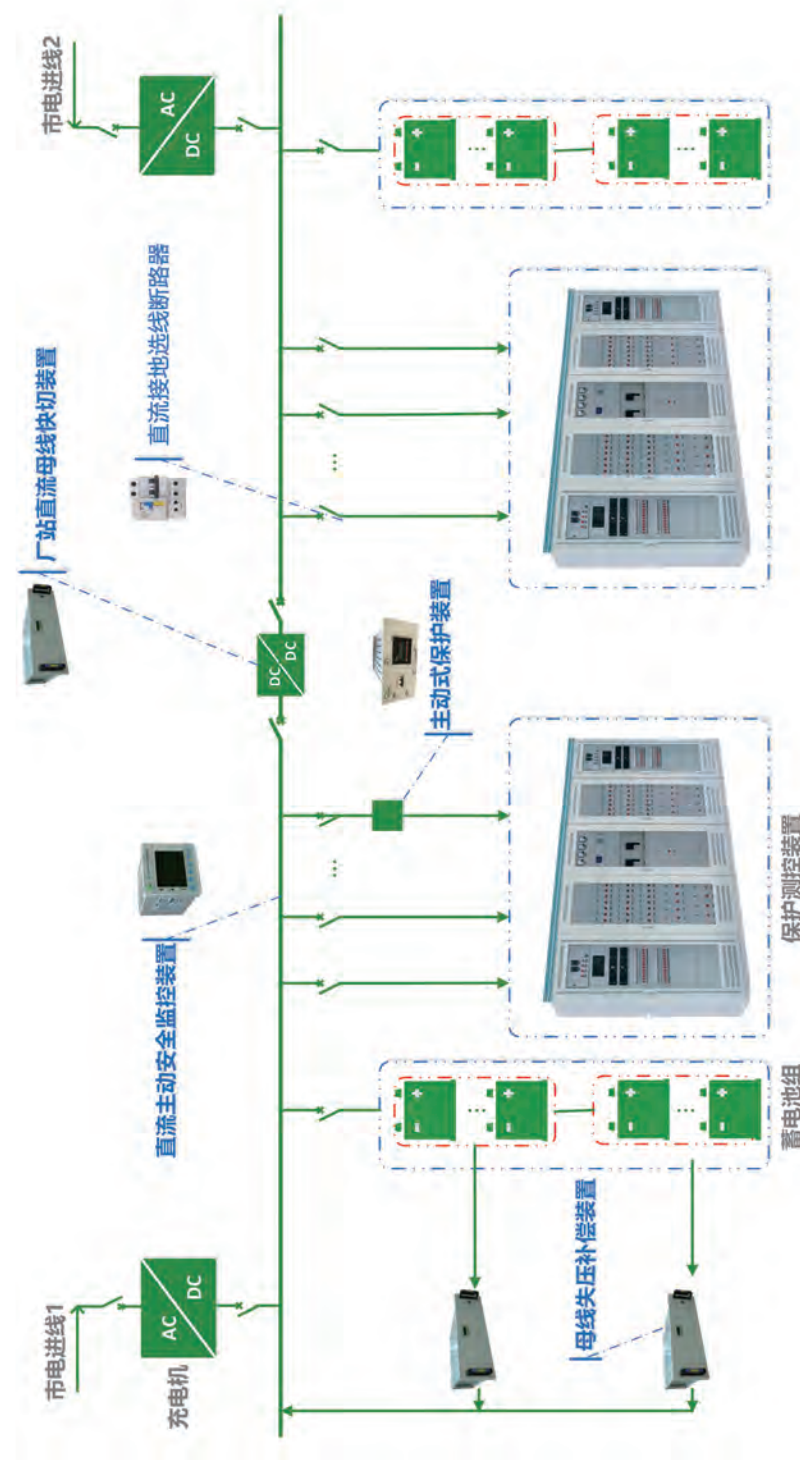 市电进线1
AC
DC
充电机
直流主动安全监控装置
厂站直流母线快切装置
DC
DC
直流接地选线断路器
市电进线2
AC
DC
主动式保护装置
母线失压补偿装置
蓄电池组
保护测控装置